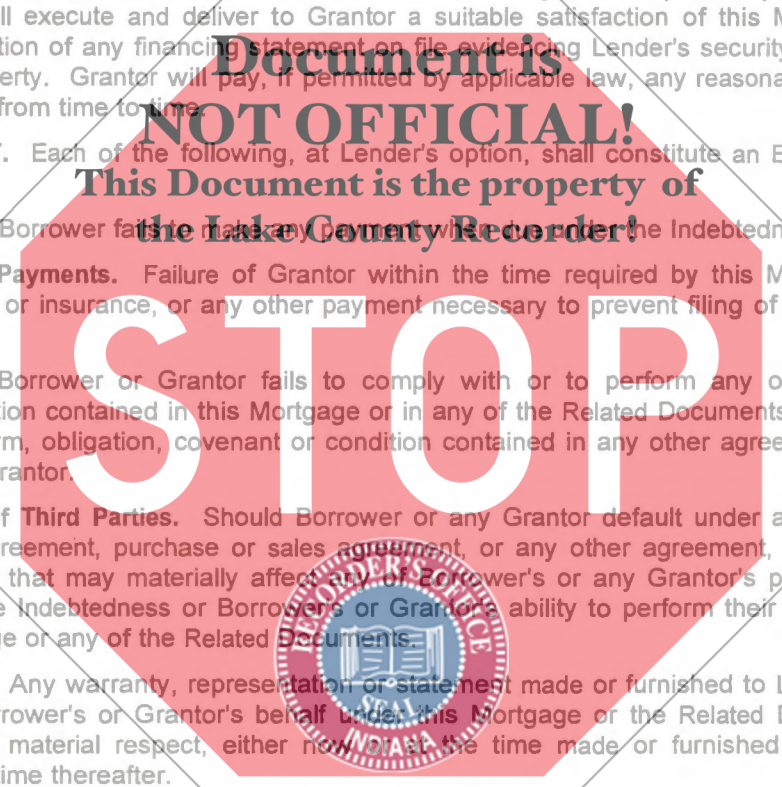 ll execute and deliver to Grantor a suitable satisfaction of this
tion of any financing statement on file evidencing Lender's security
Document is
erty. Grantor will pay, if permitted by applicable law, any reasona
from time to time.
NOT OFFICIAL!
. Each of the following, at Lender's option, shall constitute an E
This Document is the property of
Borrower fails to make any payment when due under the Indebtedn
the Lake County Recorder!
Payments. Failure of Grantor within the time required by this M
or insurance, or any other payment necessary to prevent filing of
STOP
Borrower or Grantor fails to comply with or to perform any o
tion contained in this Mortgage or in any of the Related Documents
rm, obligation, covenant or condition contained in any other agree
rantor.
f Third Parties. Should Borrower or any Grantor default under a
reement, purchase or sales agreement, or any other agreement,
that may materially affect any of Borrower's or any Grantor's p
e Indebtedness or Borrower's or Grantor's ability to perform their
ge or any of the Related Documents.
RECORDER'S OFFICE
SEAL
INDIANA
Any warranty, representation or statement made or furnished to L
rrower's or Grantor's behalf under this Mortgage or the Related
material respect, either now or at the time made or furnished
time thereafter.